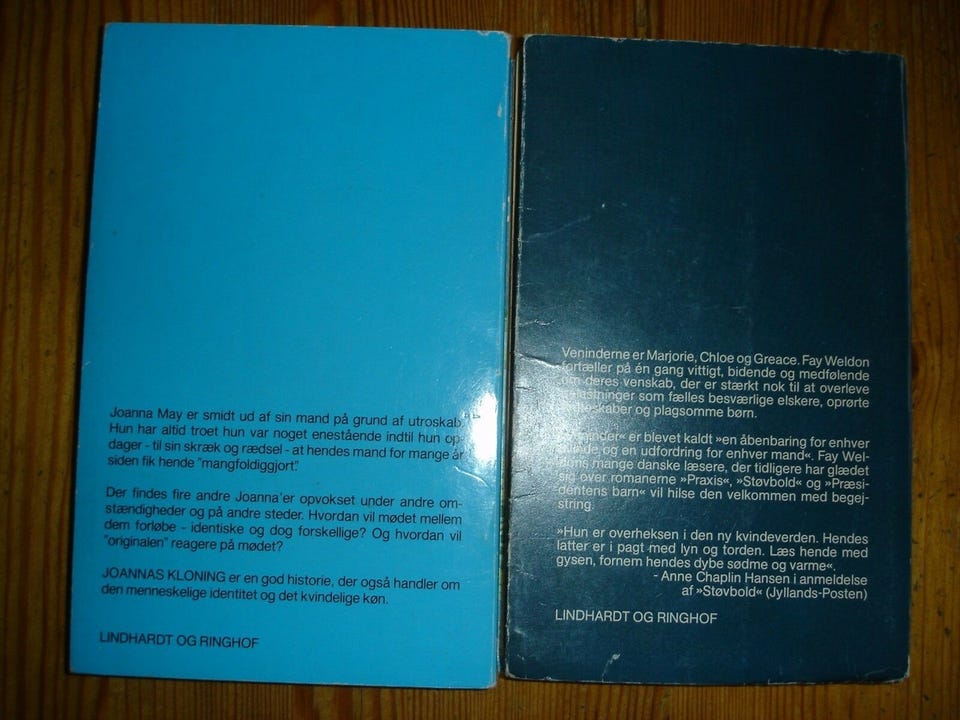 Joanna May er smidt ud af sin mand på grund af utroskab.
Hun har altid troet hun var noget enestående indtil hun op-
dager - til sin skræk og rædsel - at hendes mand for mange år
siden fik hende "mangfoldiggjort".
Der findes fire andre Joanna'er opvokset under andre om-
stændigheder og på andre steder. Hvordan vil mødet mellem
dem forløbe - identiske og dog forskellige? Og hvordan vil
"originalen" reagere på mødet?
JOANNAS KLONING er en god historie, der også handler om
den menneskelige identitet og det kvindelige køn.
LINDHARDT OG RINGHOF
Veninderne er Marjorie, Chloe og Greace. Fay Weldon
fortæller på én gang vittigt, bidende og medfølende
om deres venskab, der er stærkt nok til at overleve
som fælles besværlige elskere, oprørte
og plagsomme børn.
er blevet kaldt »en åbenbaring for enhver
og en udfordring for enhver mand«. Fay Wel-
dons mange danske læsere, der tidligere har glædet
sig over romanerne »Praxis«, »Støvbold« og »Præsi-
dentens barn« vil hilse den velkommen med begej-
string.
»Hun er overheksen i den ny kvindeverden. Hendes
latter er i pagt med lyn og torden. Læs hende med
gysen, fornem hendes dybe sødme og varme«.
- Anne Chaplin Hansen i anmeldelse
af »Støvbold« (Jyllands-Posten)
LINDHARDT OG RINGHOF